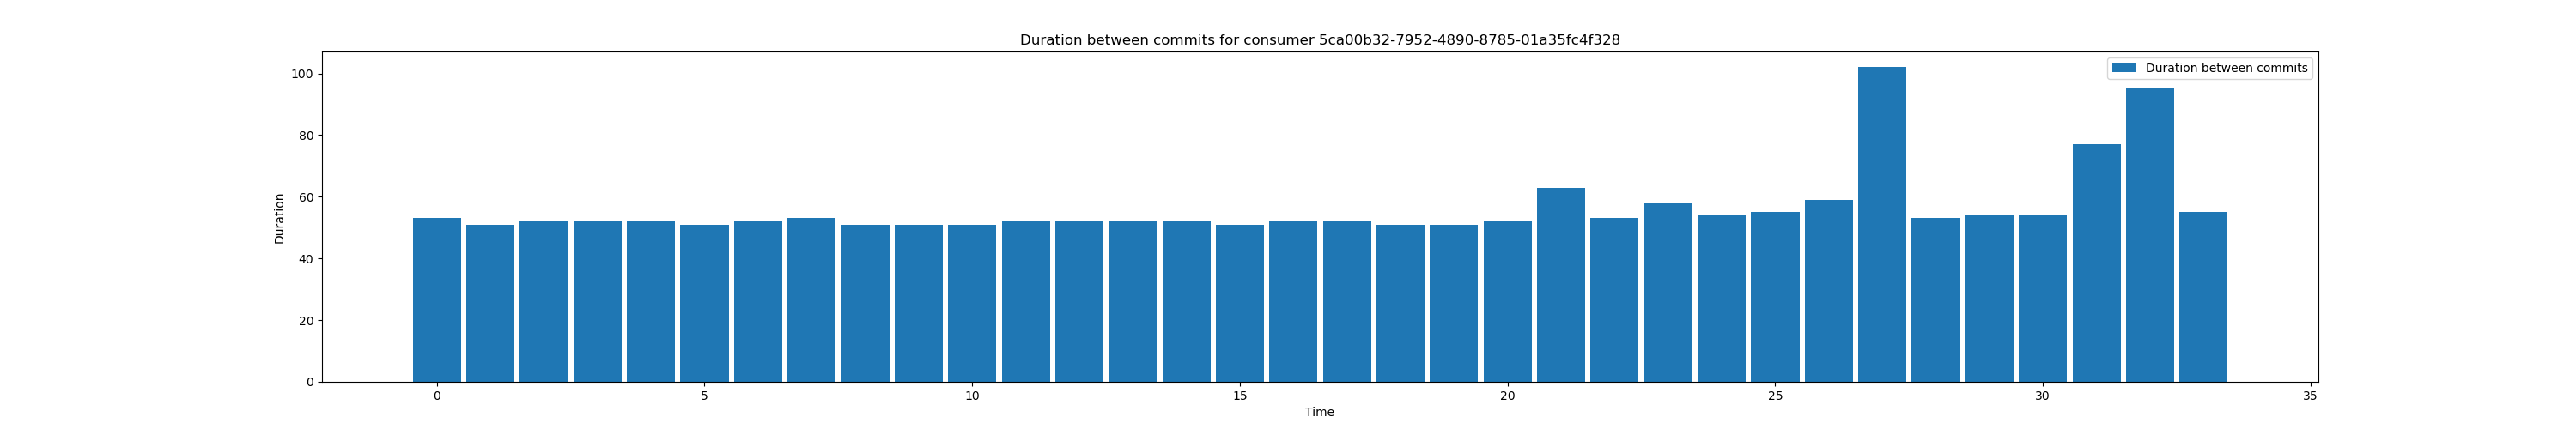 Duration between commits for consumer 5ca00b32-7952-4890-8785-01a35fc4f328
Duration between commits
100
80
60
40
20
0
Duration
0 5 10 15 20 25 30 35
Time